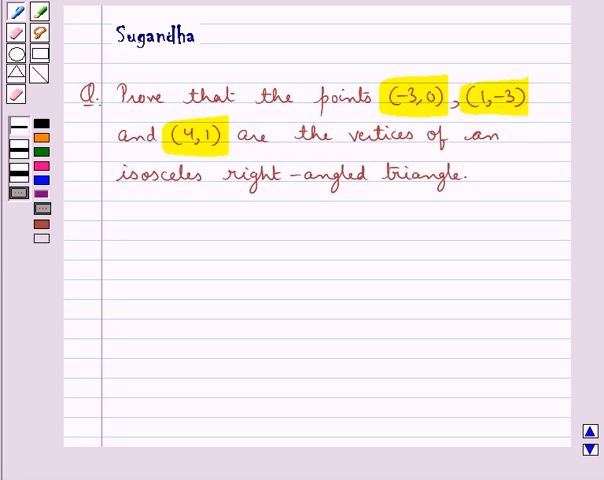 Sugandha
Q. Prove that the points (-3,0), (1,-3)
and (4,1) are the vertices of an
isosceles right-angled triangle.